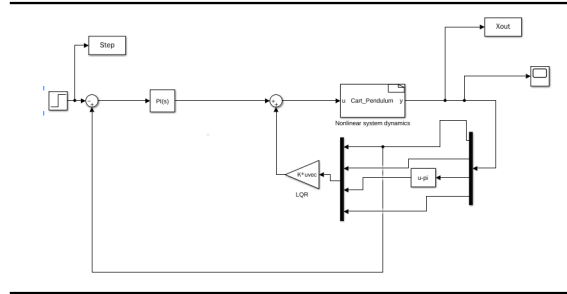 Xout
Step
PI(s)
u Cart_Pendulum y
Nonlinear system dynamics
K*uvec
u-pi
LQR